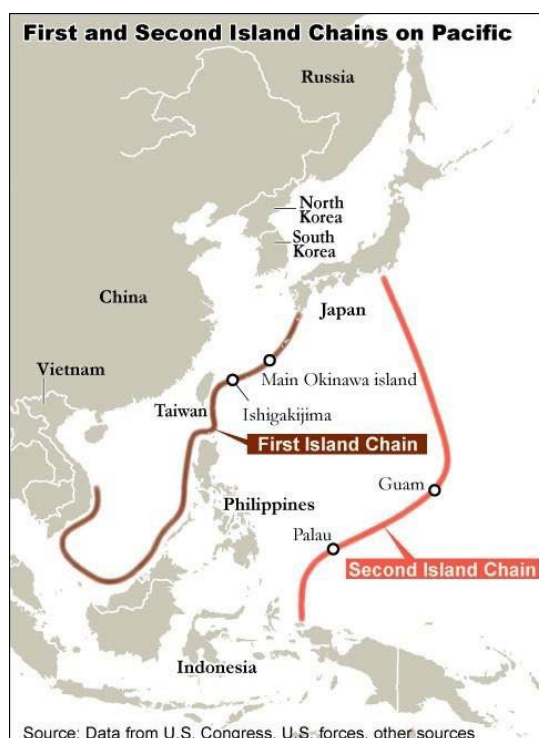 First and Second Island Chains on Pacific
Russia
North
Korea
South
Korea
China
Japan
Vietnam
Main Okinawa island
Taiwan
Ishigakijima
First Island Chain
Guam
Philippines
Palau
Second Island Chain
Indonesia
Source: Data from U.S. Congress, U.S. forces, other sources